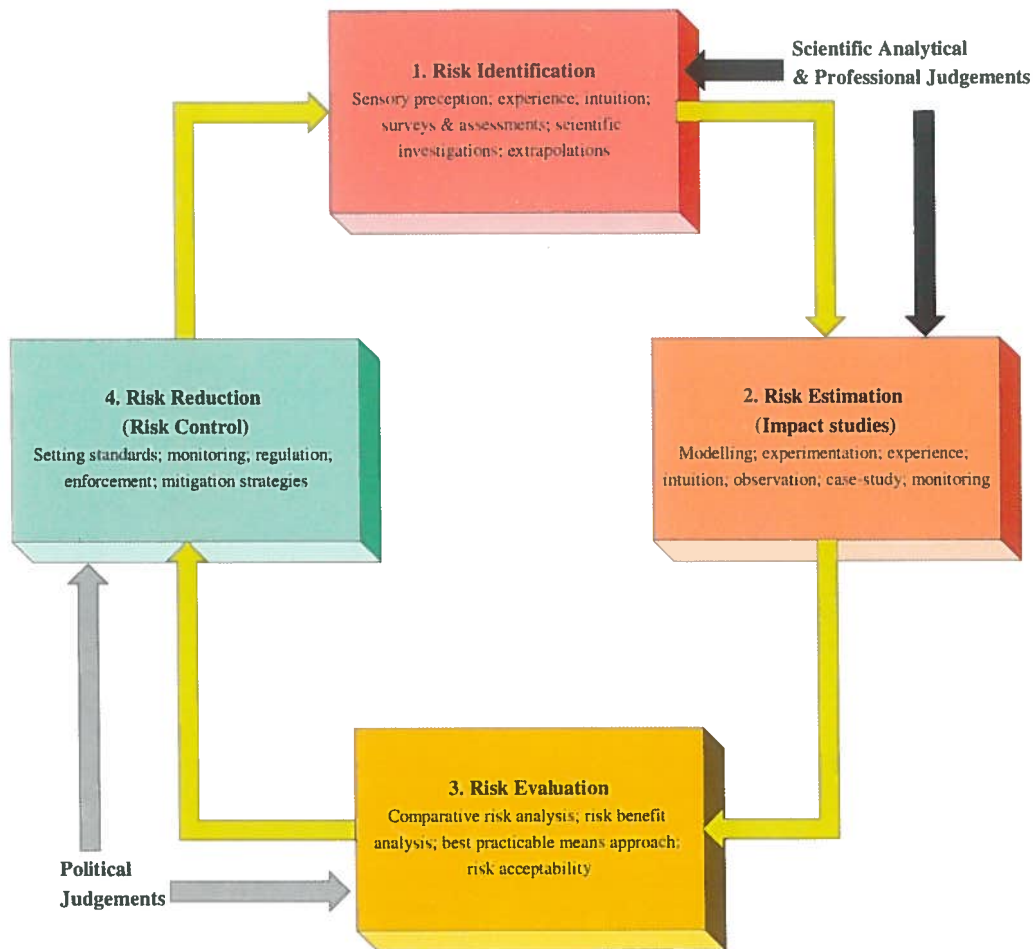 1. Risk Identification
Sensory preception; experience; intuition;
surveys & assessments; scientific
investigations; extrapolations
Scientific Analytical
& Professional Judgements
2. Risk Estimation
(Impact studies)
Modelling; experimentation; experience;
intuition; observation; case-study; monitoring
3. Risk Evaluation
Comparative risk analysis; risk benefit
analysis; best practicable means approach;
risk acceptability
4. Risk Reduction
(Risk Control)
Setting standards; monitoring; regulation;
enforcement; mitigation strategies
Political
Judgements